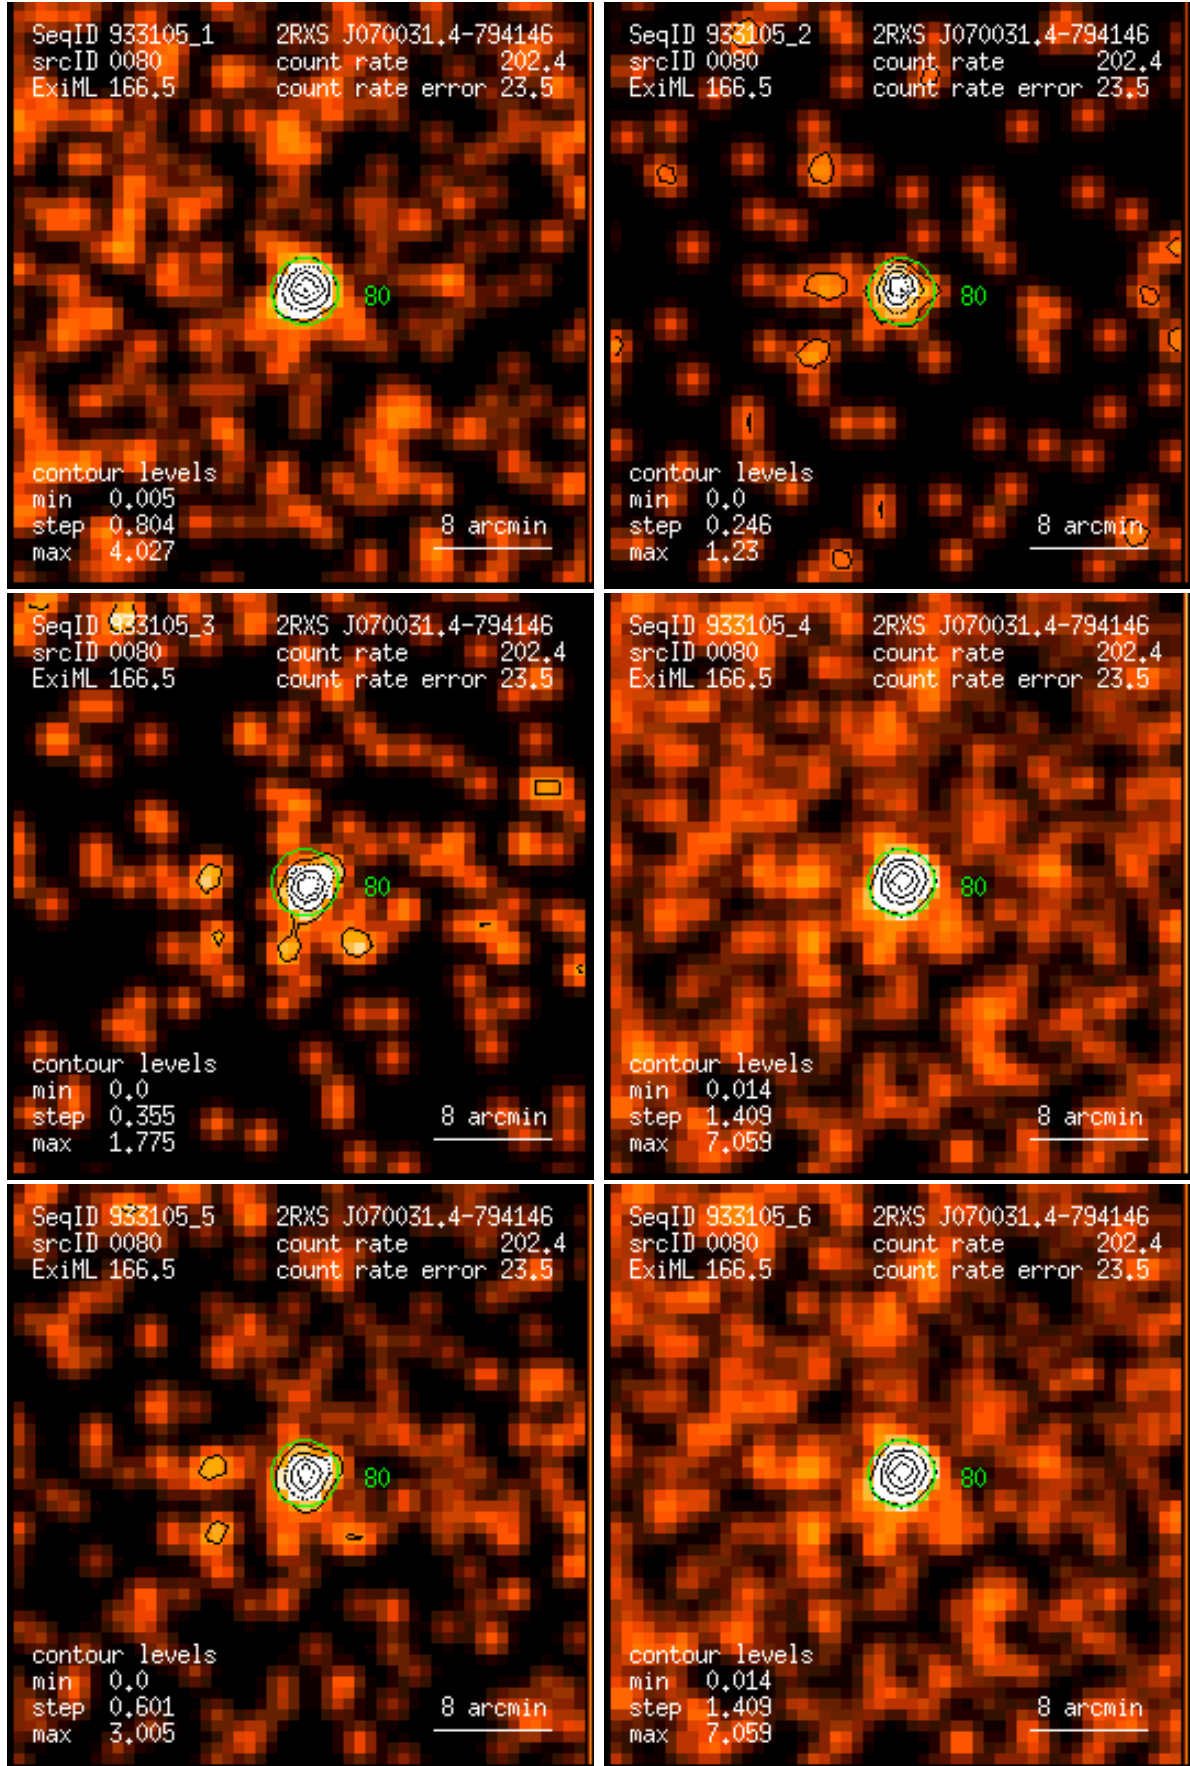 SeqID 933105_1 2RXS J070031.4-794146
srcID 0080 count rate 202.4
ExiML 166.5 count rate error 23.5
80
contour levels
min 0.005
step 0.804 8 arcmin
max 4.027
SeqID 933105_2 2RXS J070031.4-794146
srcID 0080 count rate 202.4
ExiML 166.5 count rate error 23.5
80
contour levels
min 0.0
step 0.246 8 arcmin
max 1.23
SeqID 933105_3 2RXS J070031.4-794146
srcID 0080 count rate 202.4
ExiML 166.5 count rate error 23.5
80
contour levels
min 0.0
step 0.355 8 arcmin
max 1.775
SeqID 933105_4 2RXS J070031.4-794146
srcID 0080 count rate 202.4
ExiML 166.5 count rate error 23.5
80
contour levels
min 0.014
step 1.409 8 arcmin
max 7.059
SeqID 933105_5 2RXS J070031.4-794146
srcID 0080 count rate 202.4
ExiML 166.5 count rate error 23.5
80
contour levels
min 0.0
step 0.601 8 arcmin
max 3.005
SeqID 933105_6 2RXS J070031.4-794146
srcID 0080 count rate 202.4
ExiML 166.5 count rate error 23.5
80
contour levels
min 0.014
step 1.409 8 arcmin
max 7.059